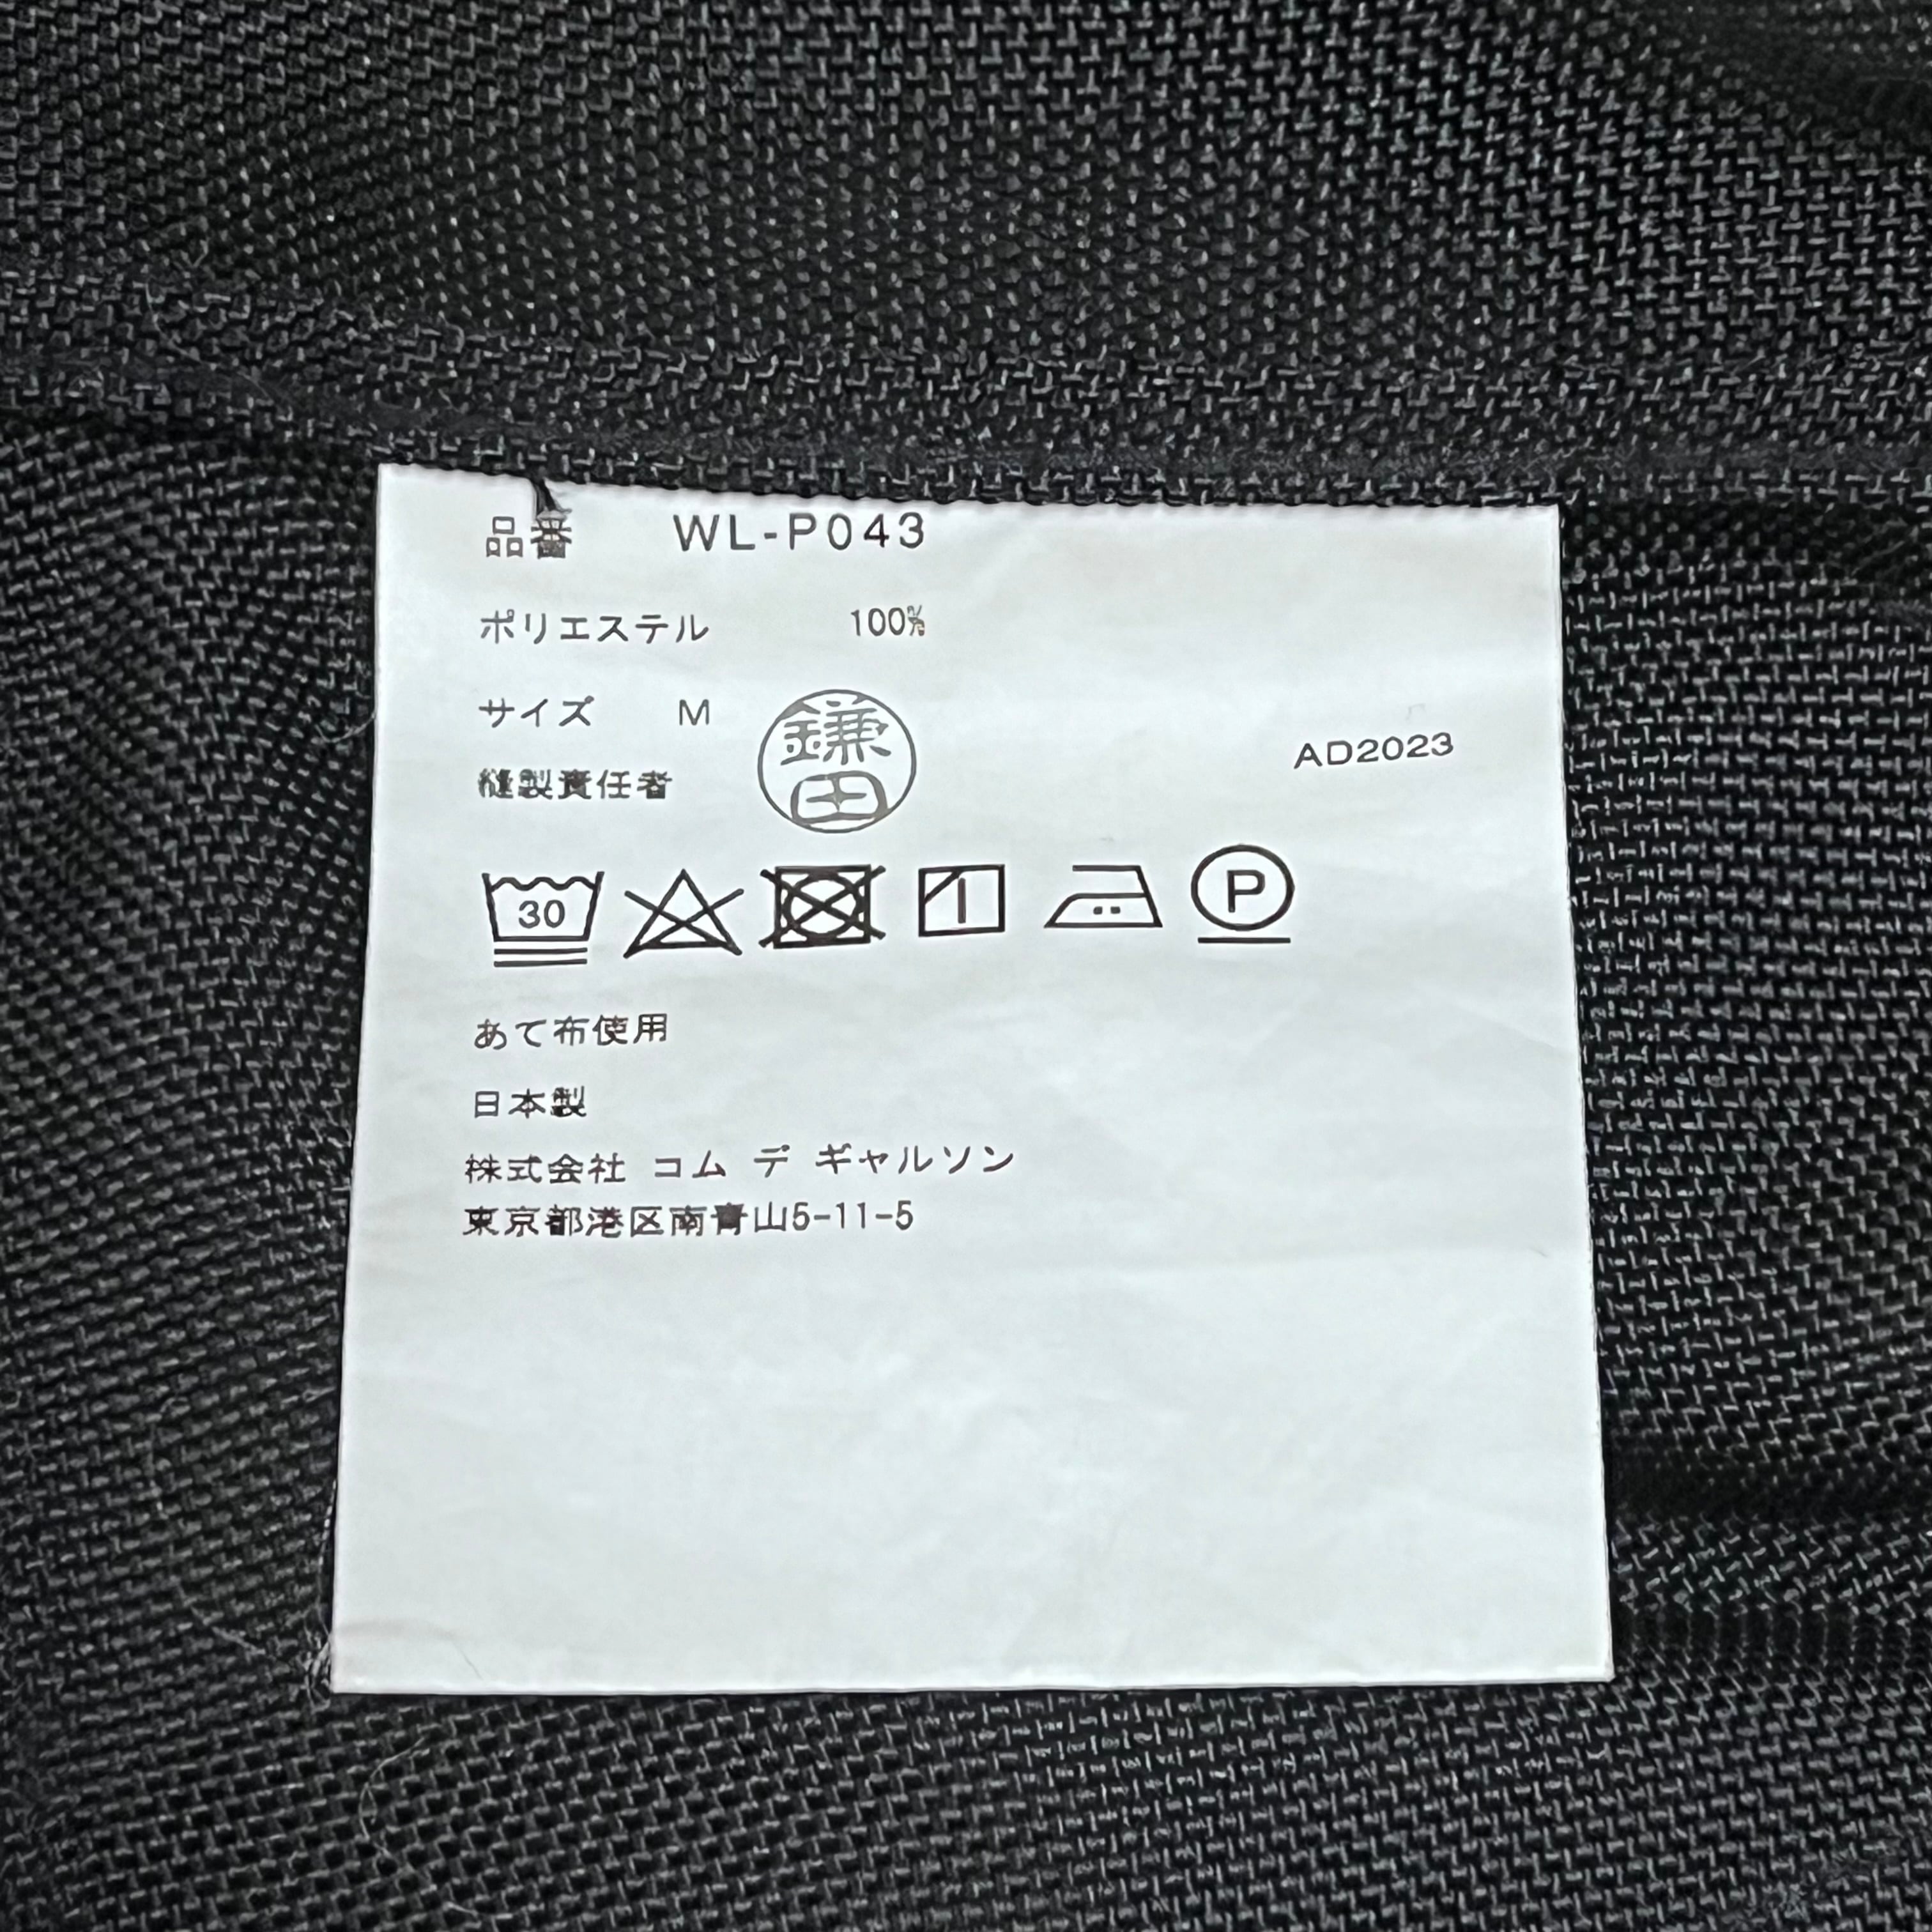 品番 WL-P043
ポリエステル 100%
サイズ M
鎌田
縫製責任者
AD2023
30
P
あて布使用
日本製
株式会社 コム デ ギャルソン
東京都港区南青山5-11-5